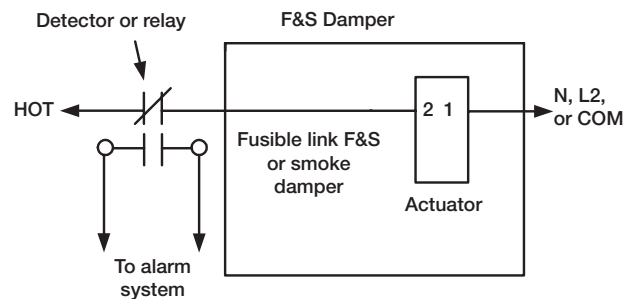 Detector or relay
F&S Damper
HOT
2 1
N, L2,
or COM
Fusible link F&S
or smoke
damper
Actuator
To alarm
system